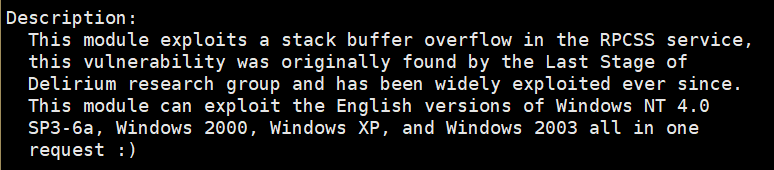 Description:
This module exploits a stack buffer overflow in the RPCSS service,
this vulnerability was originally found by the Last Stage of
Delirium research group and has been widely exploited ever since.
This module can exploit the English versions of Windows NT 4.0
SP3-6a, Windows 2000, Windows XP, and Windows 2003 all in one
request :)